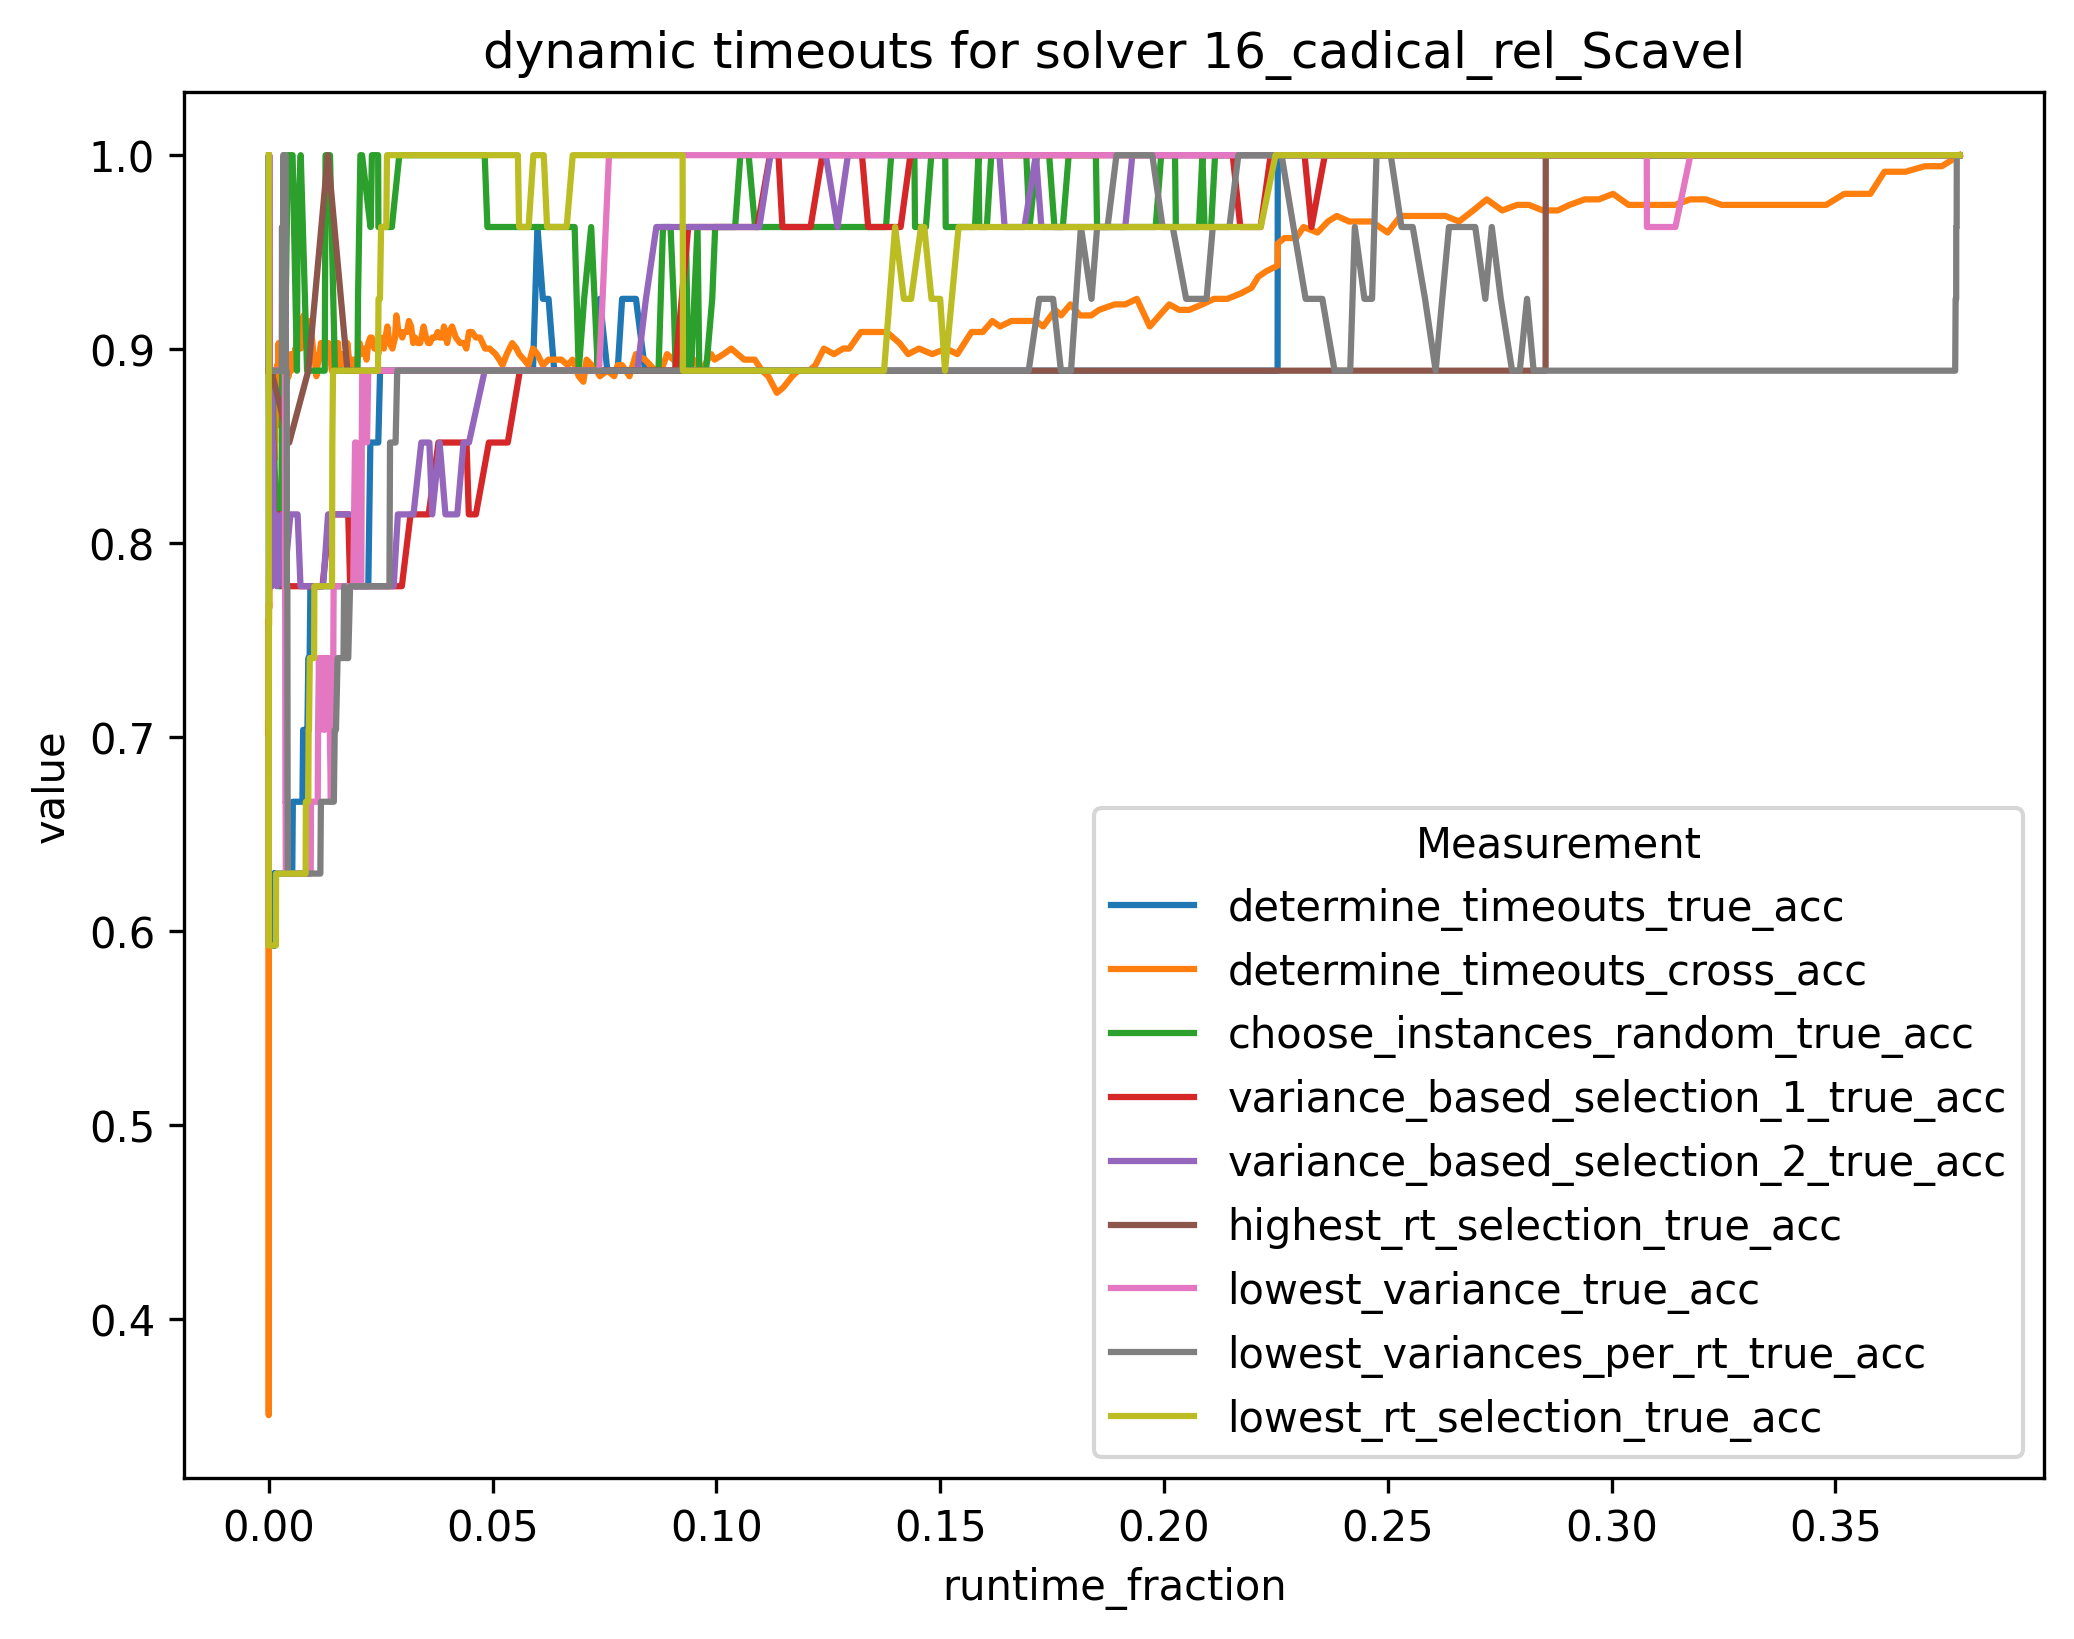 dynamic timeouts for solver 16_cadical_rel_Scavel
1.0
0.9
0.8
0.7
0.6
0.5
0.4
value
0.00 0.05 0.10 0.15 0.20 0.25 0.30 0.35
runtime_fraction
Measurement
determine_timeouts_true_acc
determine_timeouts_cross_acc
choose_instances_random_true_acc
variance_based_selection_1_true_acc
variance_based_selection_2_true_acc
highest_rt_selection_true_acc
lowest_variance_true_acc
lowest_variances_per_rt_true_acc
lowest_rt_selection_true_acc